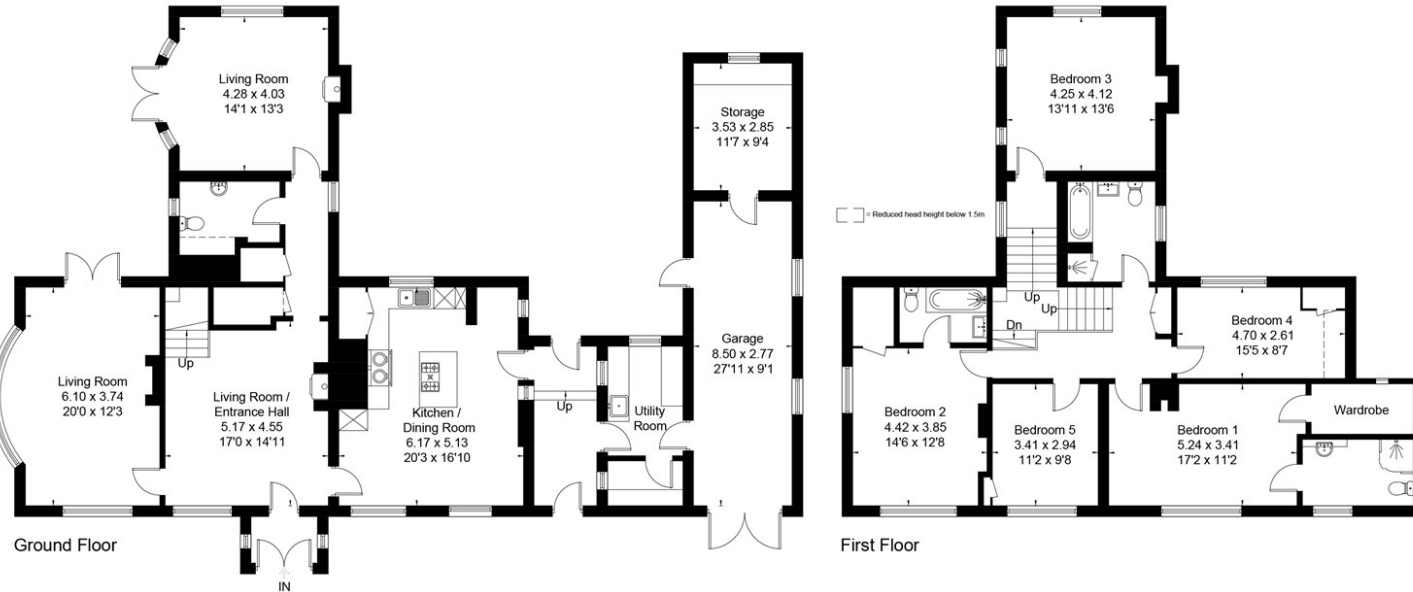 Living Room
4.28 x 4.03
14'1 x 13'3
Storage
3.53 x 2.85
11'7 x 9'4
Living Room
6.10 x 3.74
20'0 x 12'3
Up
Living Room /
Entrance Hall
5.17 x 4.55
17'0 x 14'11
Kitchen /
Dining Room
6.17 x 5.13
20'3 x 16'10
Up
Utility
Room
Garage
8.50 x 2.77
27'11 x 9'1
Ground Floor
IN
= Reduced head height below 1.5m
Bedroom 3
4.25 x 4.12
13'11 x 13'6
Up
Up
Dn
Bedroom 4
4.70 x 2.61
15'5 x 8'7
Bedroom 2
4.42 x 3.85
14'6 x 12'8
Bedroom 5
3.41 x 2.94
11'2 x 9'8
Bedroom 1
5.24 x 3.41
17'2 x 11'2
Wardrobe
First Floor